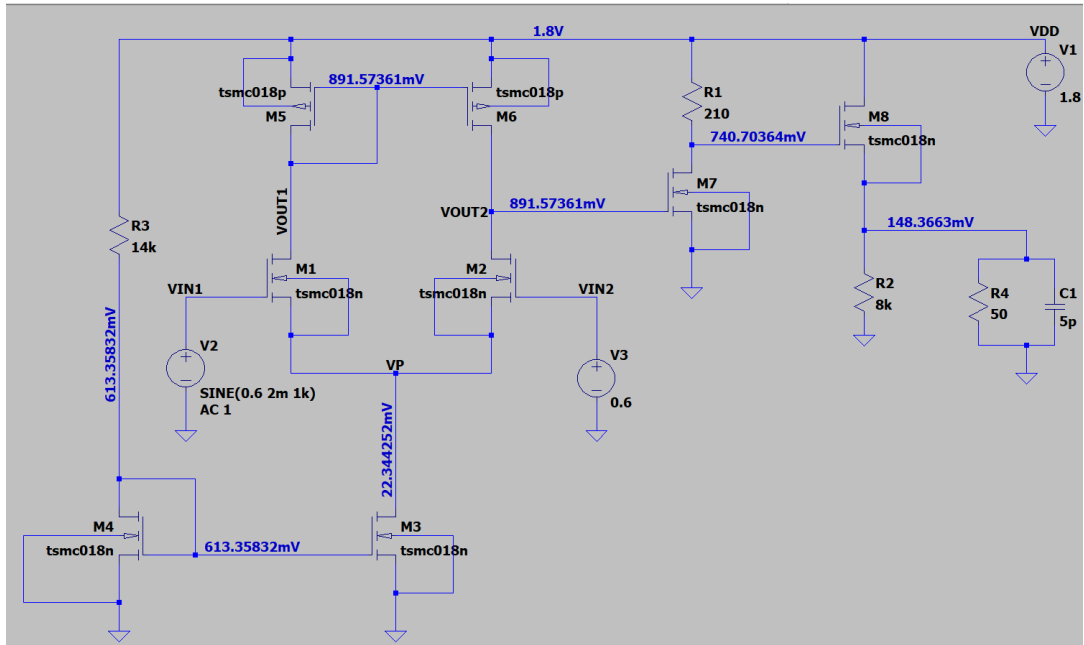 1.8V
VDD
V1
1.8
tsmc018p
M5
891.57361mV
tsmc018p
M6
R1
210
740.70364mV
M8
tsmc018n
M7
tsmc018n
VOUT1
VOUT2
891.57361mV
148.3663mV
R3
14k
M1
tsmc018n
M2
tsmc018n
VIN1
VIN2
R2
8k
R4
50
C1
5p
V2
SINE(0.6 2m 1k)
AC 1
VP
V3
0.6
613.35832mV
22.344252mV
M4
tsmc018n
613.35832mV
M3
tsmc018n